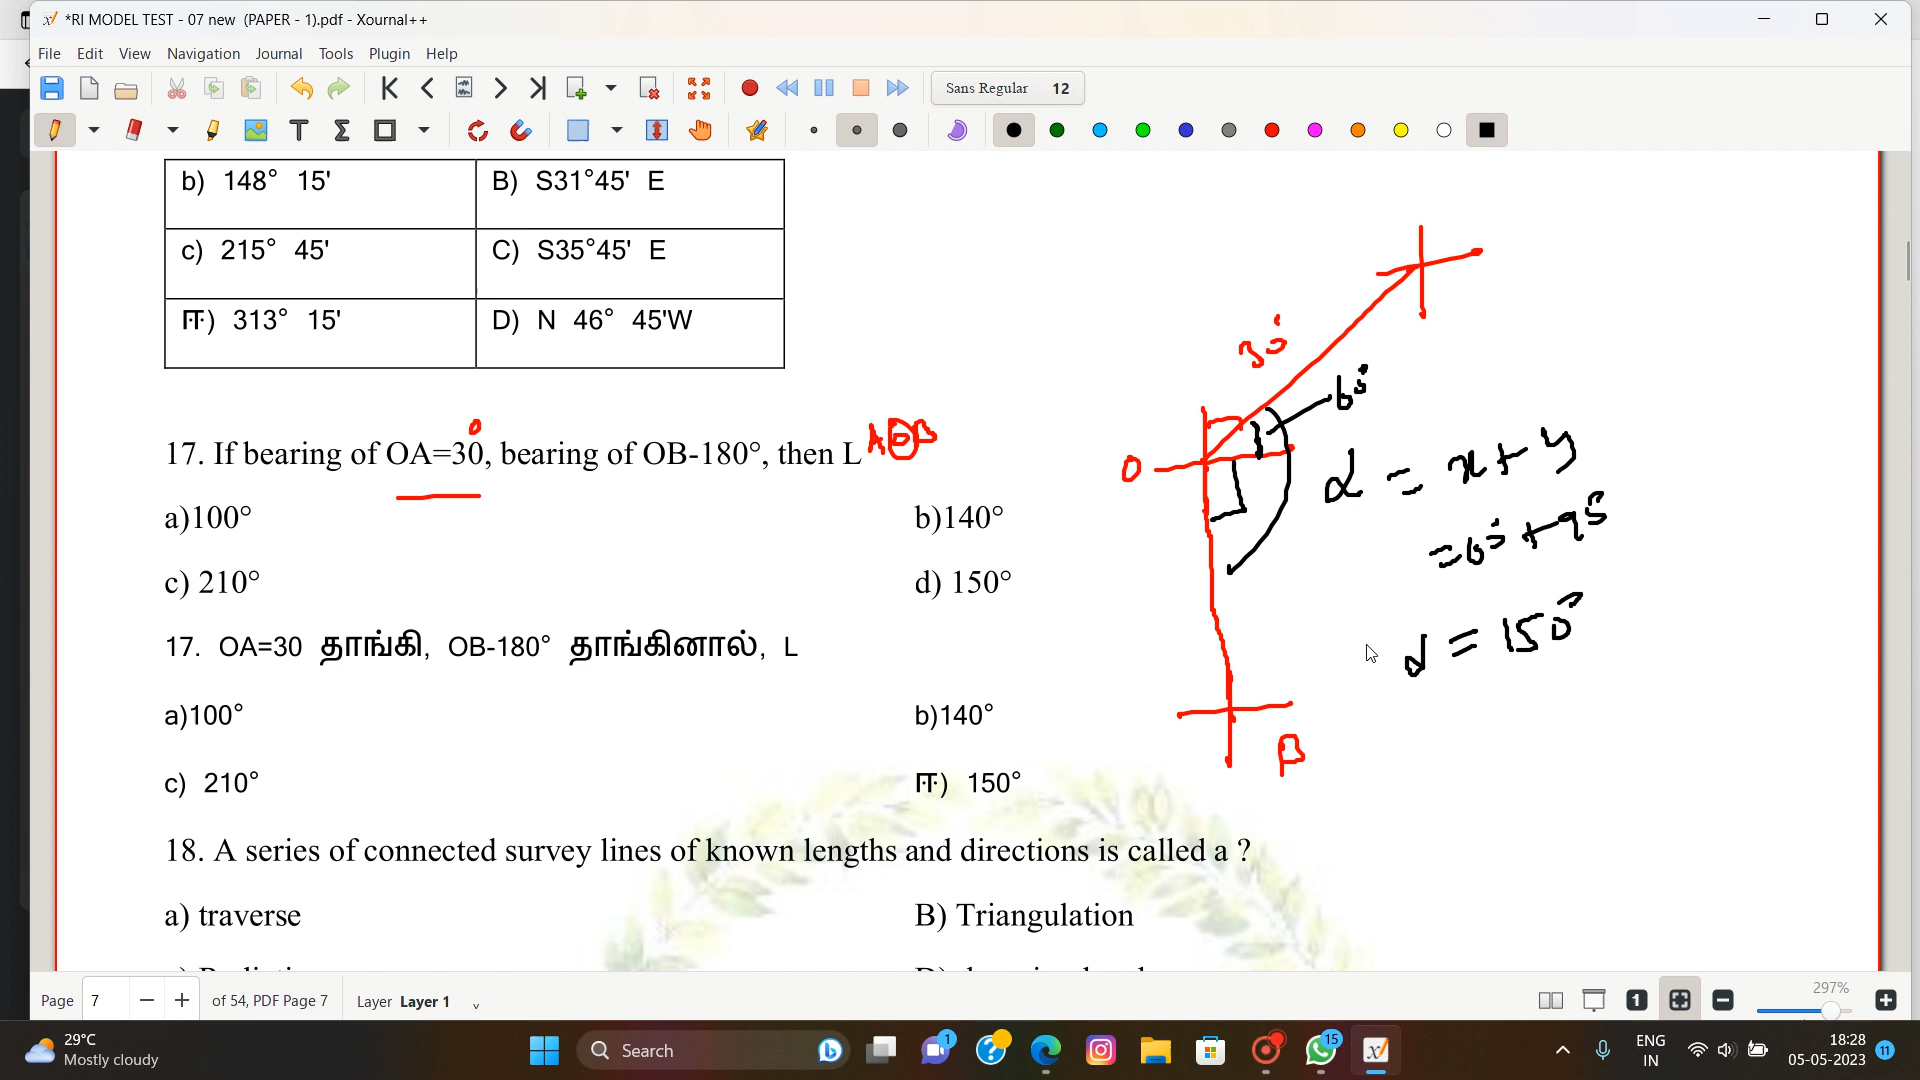 *RI MODEL TEST - 07 new (PAPER - 1).pdf - Xournal++
File Edit View Navigation Journal Tools Plugin Help
Sans Regular 12
b) 148° 15' B) S31°45' E
c) 215° 45' C) S35°45' E
ஈ) 313° 15' D) N 46° 45'W
30°
60°
17. If bearing of OA=30°, bearing of OB-180°, then L AOB
O
α = x+y
a)100° b)140°
=60°+90°
c) 210° d) 150°
α = 150°
17. OA=30 தாங்கி, OB-180° தாங்கினால், L
a)100° b)140°
B
c) 210° ஈ) 150°
18. A series of connected survey lines of known lengths and directions is called a ?
a) traverse B) Triangulation
Page 7 of 54, PDF Page 7 Layer Layer 1 297%
29°C
Mostly cloudy
Search
1
15
ENG
IN
18:28
05-05-2023
11